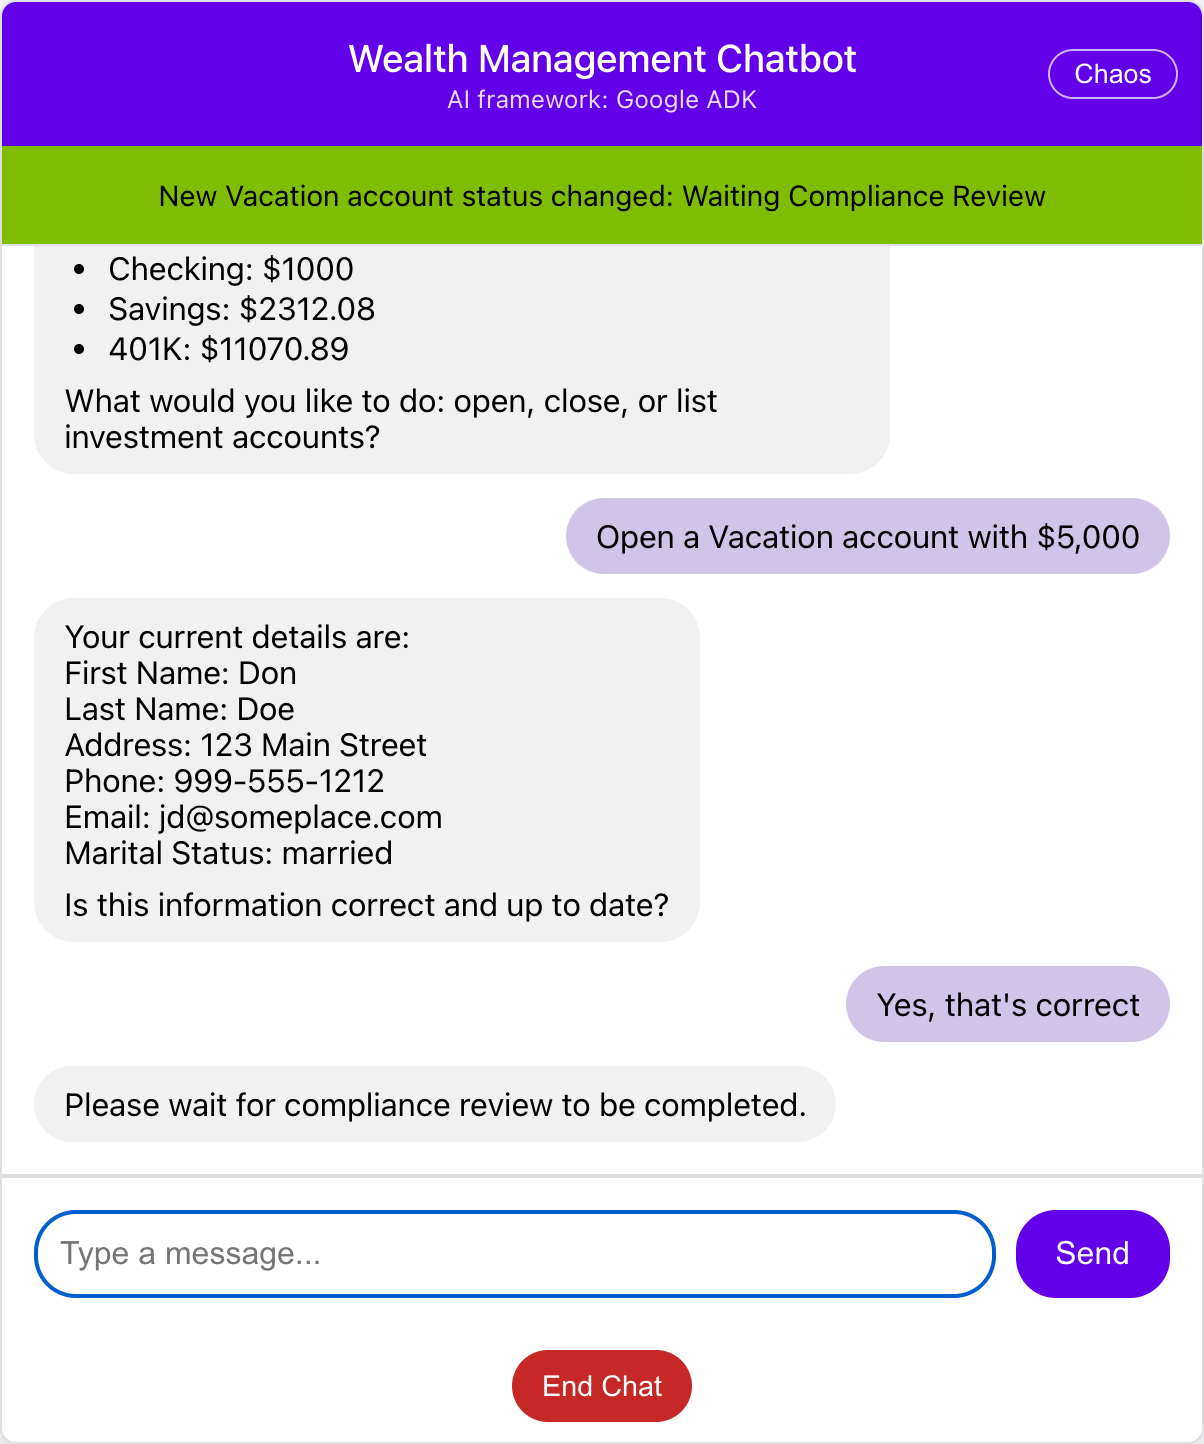 Wealth Management Chatbot
AI framework: Google ADK
Chaos
New Vacation account status changed: Waiting Compliance Review
• Checking: $1000
• Savings: $2312.08
• 401K: $11070.89
What would you like to do: open, close, or list
investment accounts?
Open a Vacation account with $5,000
Your current details are:
First Name: Don
Last Name: Doe
Address: 123 Main Street
Phone: 999-555-1212
Email: jd@someplace.com
Marital Status: married
Is this information correct and up to date?
Yes, that's correct
Please wait for compliance review to be completed.
Type a message...
Send
End Chat